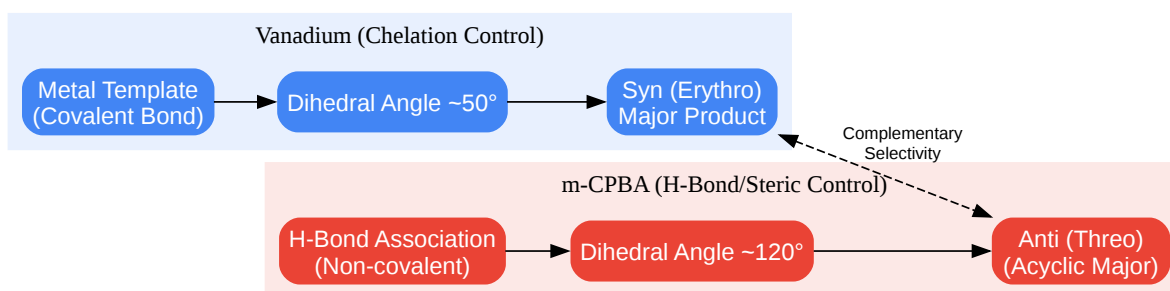 Vanadium (Chelation Control)
Metal Template
(Covalent Bond)
Dihedral Angle ~50°
Syn (Erythro)
Major Product
Complementary
Selectivity
m-CPBA (H-Bond/Steric Control)
H-Bond Association
(Non-covalent)
Dihedral Angle ~120°
Anti (Threo)
(Acyclic Major)